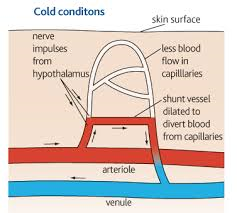 Cold conditons
skin surface
nerve
impulses
from
hypothalamus
less blood
flow in
capillaries
shunt vessel
dilated to
divert blood
from capillaries
arteriole
venule